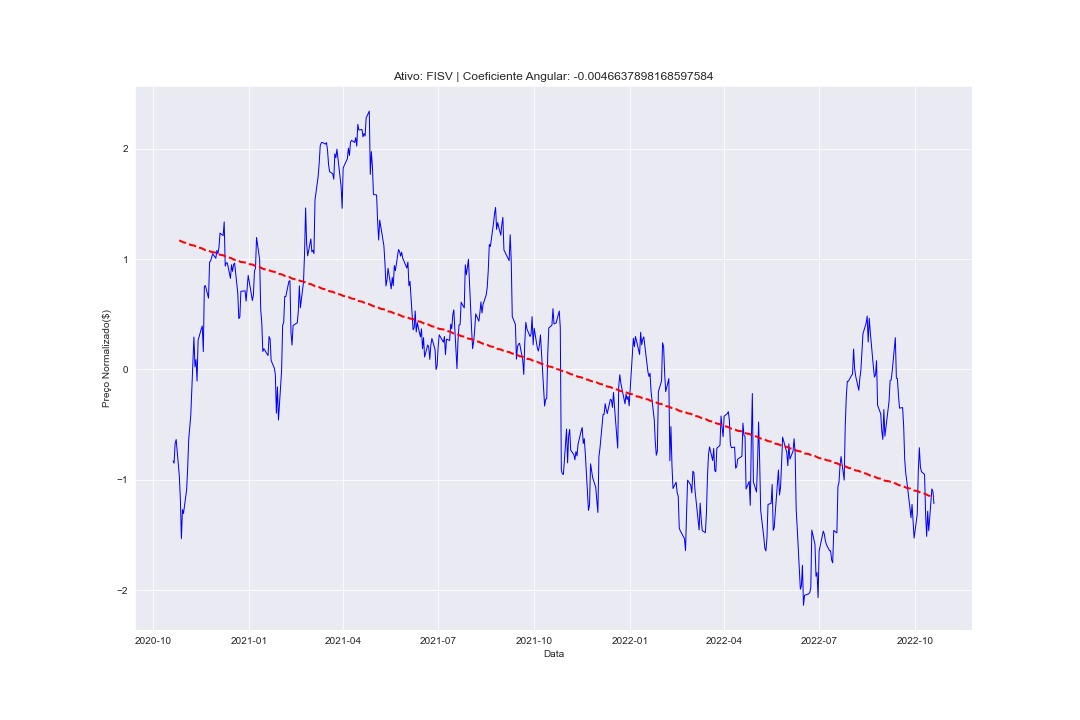 Ativo: FISV | Coeficiente Angular: -0.0046637898168597584
Preço Normalizado($)
2
1
0
−1
−2
2020-10 2021-01 2021-04 2021-07 2021-10 2022-01 2022-04 2022-07 2022-10
Data